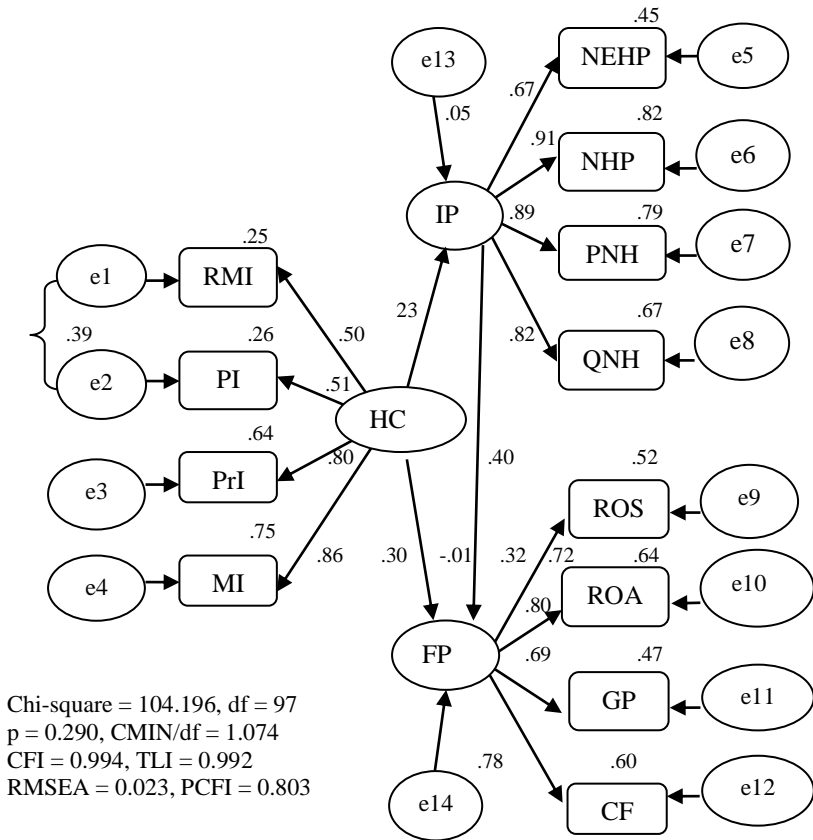 .45
e13
NEHP
e5
.67
.05
.82
.91
NHP
e6
IP
.89
.79
PNH
e7
.25
e1
RMI
23
.67
.82
QNH
e8
.39
.50
.26
e2
PI
.51
HC
.64
.80
.40
.52
e3
PrI
ROS
e9
.75
.86
.30
-.01
.32
.72
.64
e4
MI
ROA
e10
.80
FP
.69
.47
GP
e11
Chi-square = 104.196, df = 97
p = 0.290, CMIN/df = 1.074
CFI = 0.994, TLI = 0.992
RMSEA = 0.023, PCFI = 0.803
.78
.60
e14
CF
e12